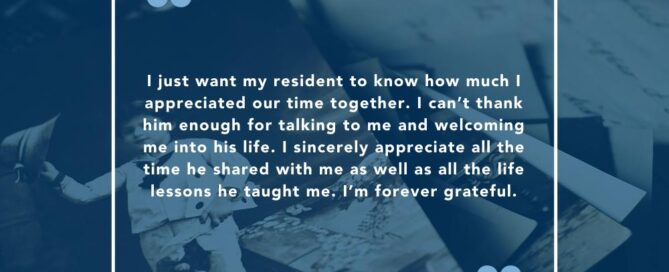 I just want my resident to know how much I
appreciated our time together. I can’t thank
him enough for talking to me and welcoming
me into his life. I sincerely appreciate all the
time he shared with me as well as all the life
lessons he taught me. I’m forever grateful.